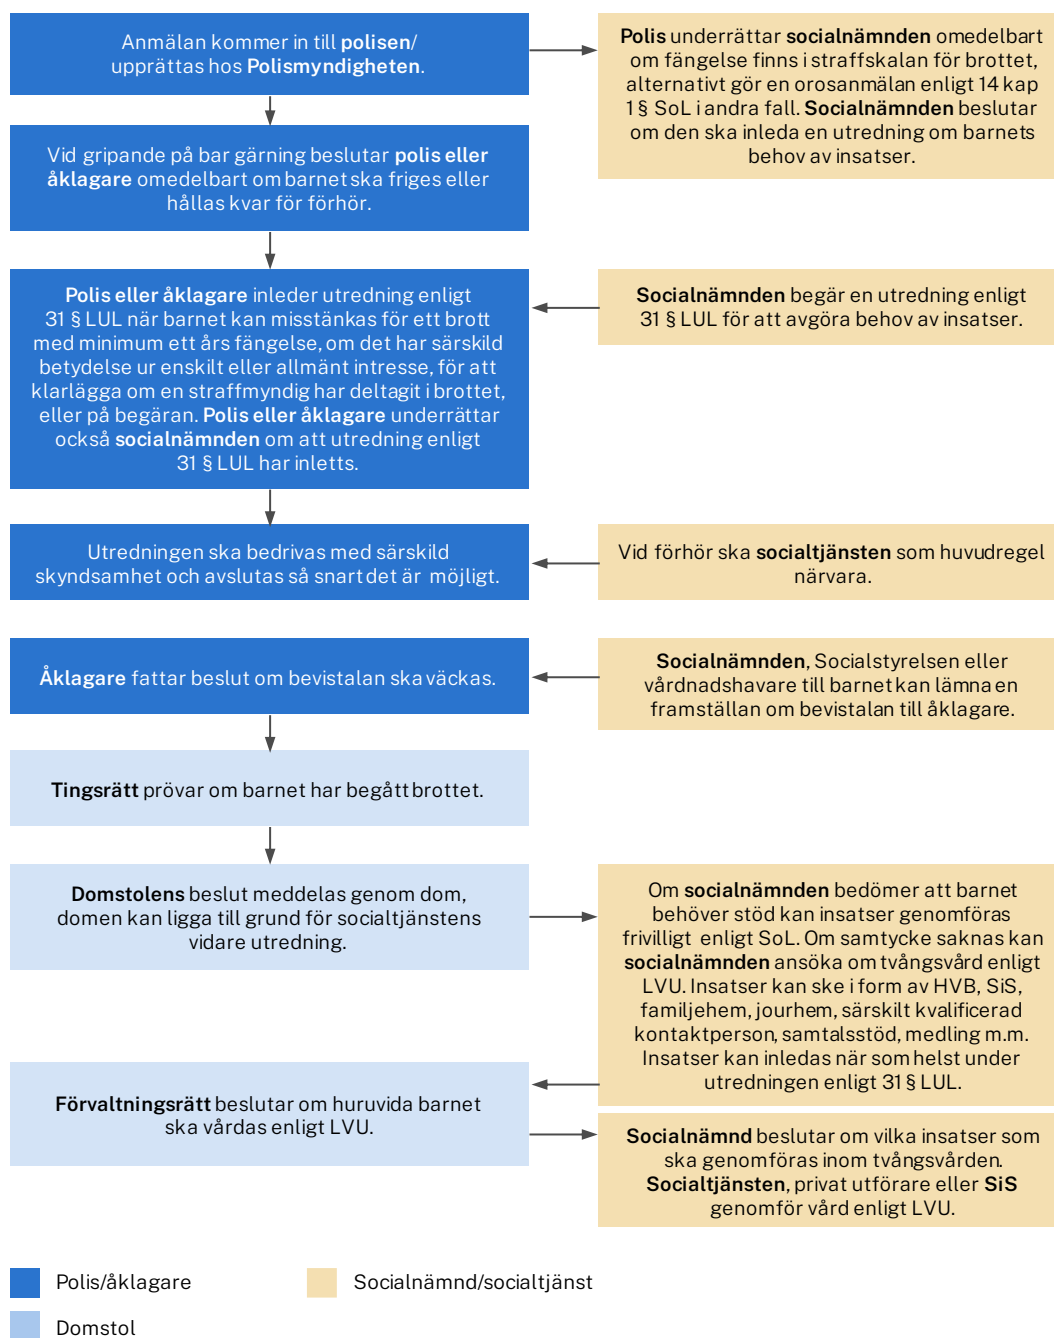 Anmälan kommer in till polisen/
upprättas hos Polismyndigheten.
Polis underrättar socialnämnden omedelbart
om fängelse finns i straffskalan för brottet,
alternativt gör en orosanmälan enligt 14 kap
1 § SoL i andra fall. Socialnämnden beslutar
om den ska inleda en utredning om barnets
behov av insatser.
Vid gripande på bar gärning beslutar polis eller
åklagare omedelbart om barnet ska friges eller
hållas kvar för förhör.
Polis eller åklagare inleder utredning enligt
31 § LUL när barnet kan misstänkas för ett brott
med minimum ett års fängelse, om det har särskild
betydelse ur enskilt eller allmänt intresse, för att
klarlägga om en straffmyndig har deltagit i brottet,
eller på begäran. Polis eller åklagare underrättar
också socialnämnden om att utredning enligt
31 § LUL har inletts.
Socialnämnden begär en utredning enligt
31 § LUL för att avgöra behov av insatser.
Utredningen ska bedrivas med särskild
skyndsamhet och avslutas så snart det är möjligt.
Vid förhör ska socialtjänsten som huvudregel
närvara.
Åklagare fattar beslut om bevistalan ska väckas.
Socialnämnden, Socialstyrelsen eller
vårdnadshavare till barnet kan lämna en
framställan om bevistalan till åklagare.
Tingsrätt prövar om barnet har begått brottet.
Domstolens beslut meddelas genom dom,
domen kan ligga till grund för socialtjänstens
vidare utredning.
Om socialnämnden bedömer att barnet
behöver stöd kan insatser genomföras
frivilligt enligt SoL. Om samtycke saknas kan
socialnämnden ansöka om tvångsvård enligt
LVU. Insatser kan ske i form av HVB, SiS,
familjehem, jourhem, särskilt kvalificerad
kontaktperson, samtalsstöd, medling m.m.
Insatser kan inledas när som helst under
utredningen enligt 31 § LUL.
Förvaltningsrätt beslutar om huruvida barnet
ska vårdas enligt LVU.
Socialnämnd beslutar om vilka insatser som
ska genomföras inom tvångsvården.
Socialtjänsten, privat utförare eller SiS
genomför vård enligt LVU.
Polis/åklagare
Socialnämnd/socialtjänst
Domstol